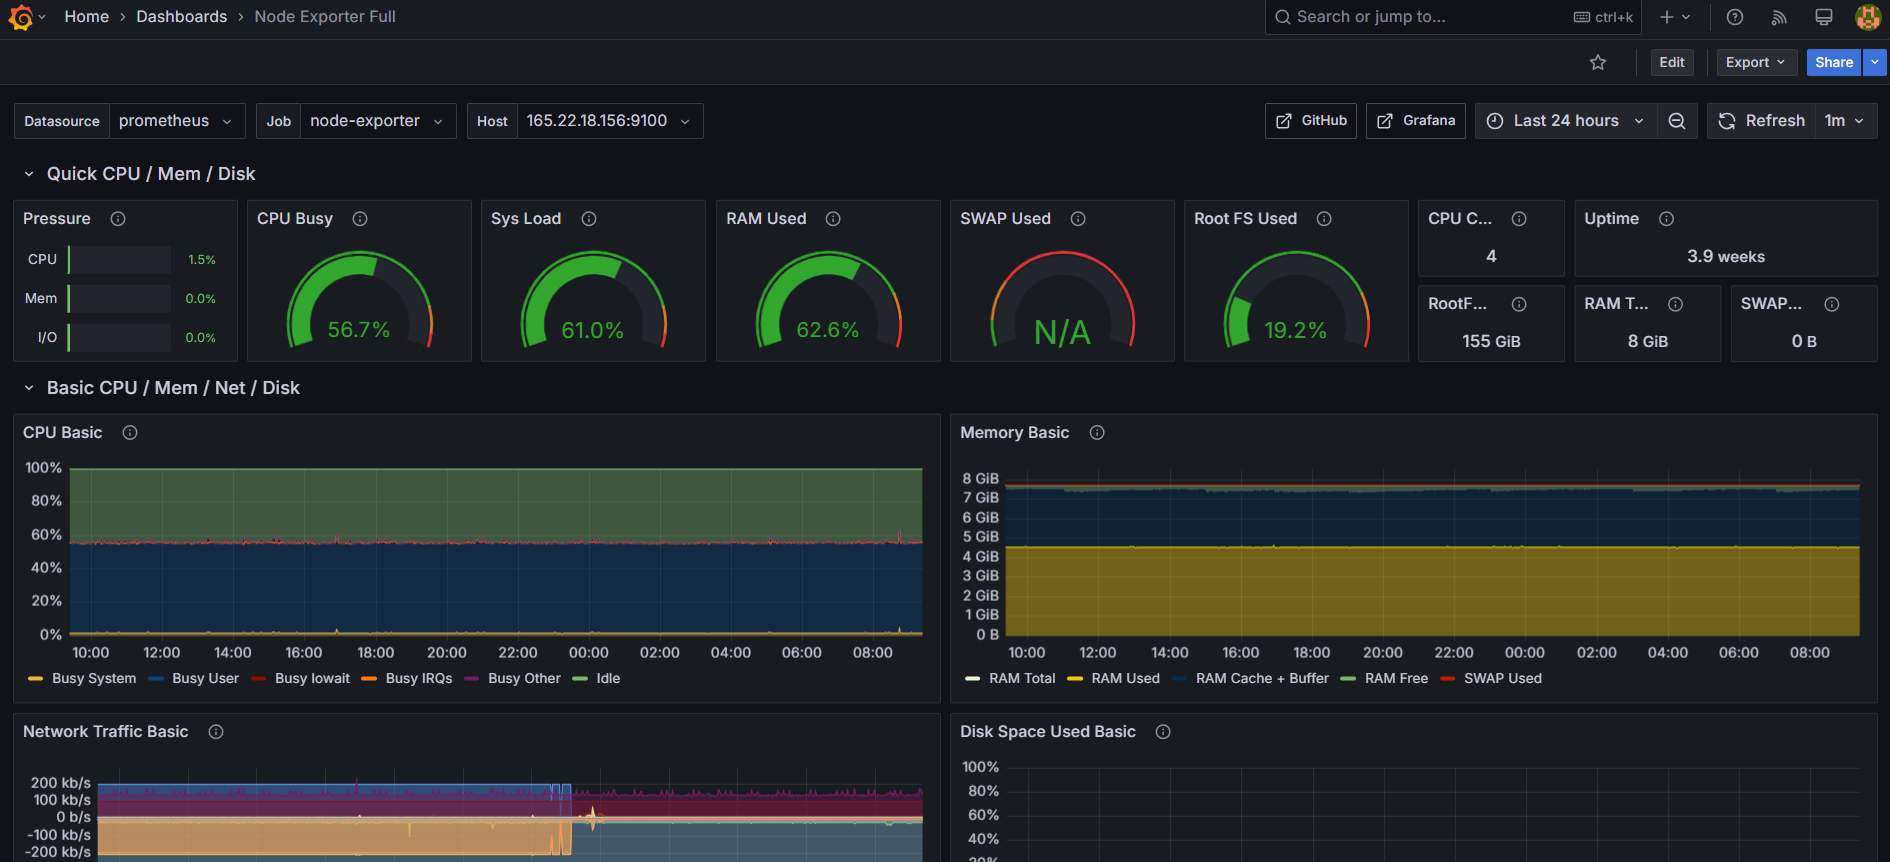 Home › Dashboards › Node Exporter Full
Search or jump to... ctrl+k
Edit Export Share
Datasource prometheus Job node-exporter Host 165.22.18.156:9100 GitHub Grafana Last 24 hours Refresh 1m
Quick CPU / Mem / Disk
Pressure
CPU 1.5%
Mem 0.0%
I/O 0.0%
CPU Busy
56.7%
Sys Load
61.0%
RAM Used
62.6%
SWAP Used
N/A
Root FS Used
19.2%
CPU C...
4
Uptime
3.9 weeks
RootF...
155 GiB
RAM T...
8 GiB
SWAP...
0 B
Basic CPU / Mem / Net / Disk
CPU Basic
100%
80%
60%
40%
20%
0%
10:00 12:00 14:00 16:00 18:00 20:00 22:00 00:00 02:00 04:00 06:00 08:00
Busy System Busy User Busy Iowait Busy IRQs Busy Other Idle
Memory Basic
8 GiB
7 GiB
6 GiB
5 GiB
4 GiB
3 GiB
2 GiB
1 GiB
0 B
10:00 12:00 14:00 16:00 18:00 20:00 22:00 00:00 02:00 04:00 06:00 08:00
RAM Total RAM Used RAM Cache + Buffer RAM Free SWAP Used
Network Traffic Basic
200 kb/s
100 kb/s
0 b/s
-100 kb/s
-200 kb/s
Disk Space Used Basic
100%
80%
60%
40%
20%